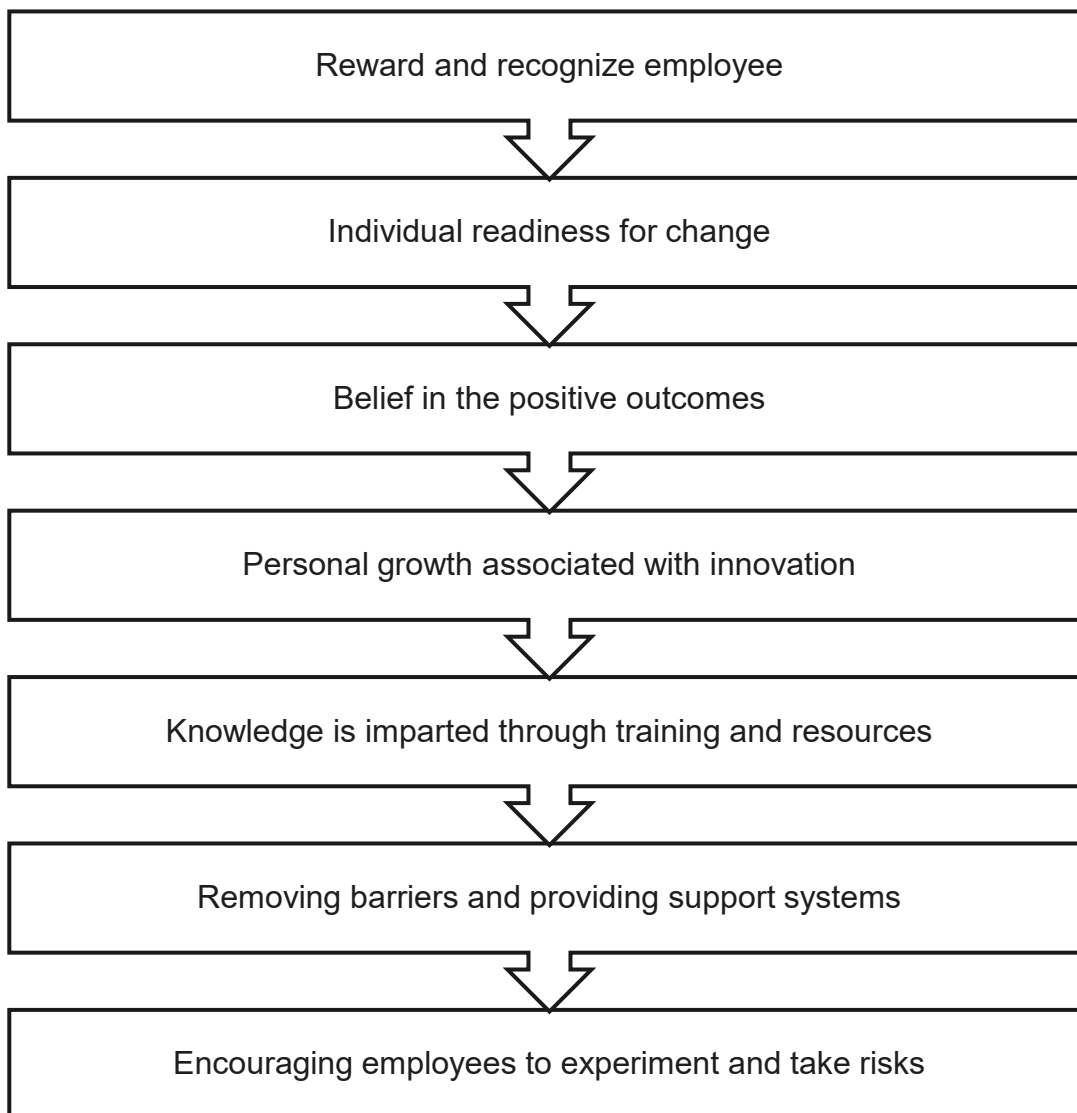 Reward and recognize employee
Individual readiness for change
Belief in the positive outcomes
Personal growth associated with innovation
Knowledge is imparted through training and resources
Removing barriers and providing support systems
Encouraging employees to experiment and take risks